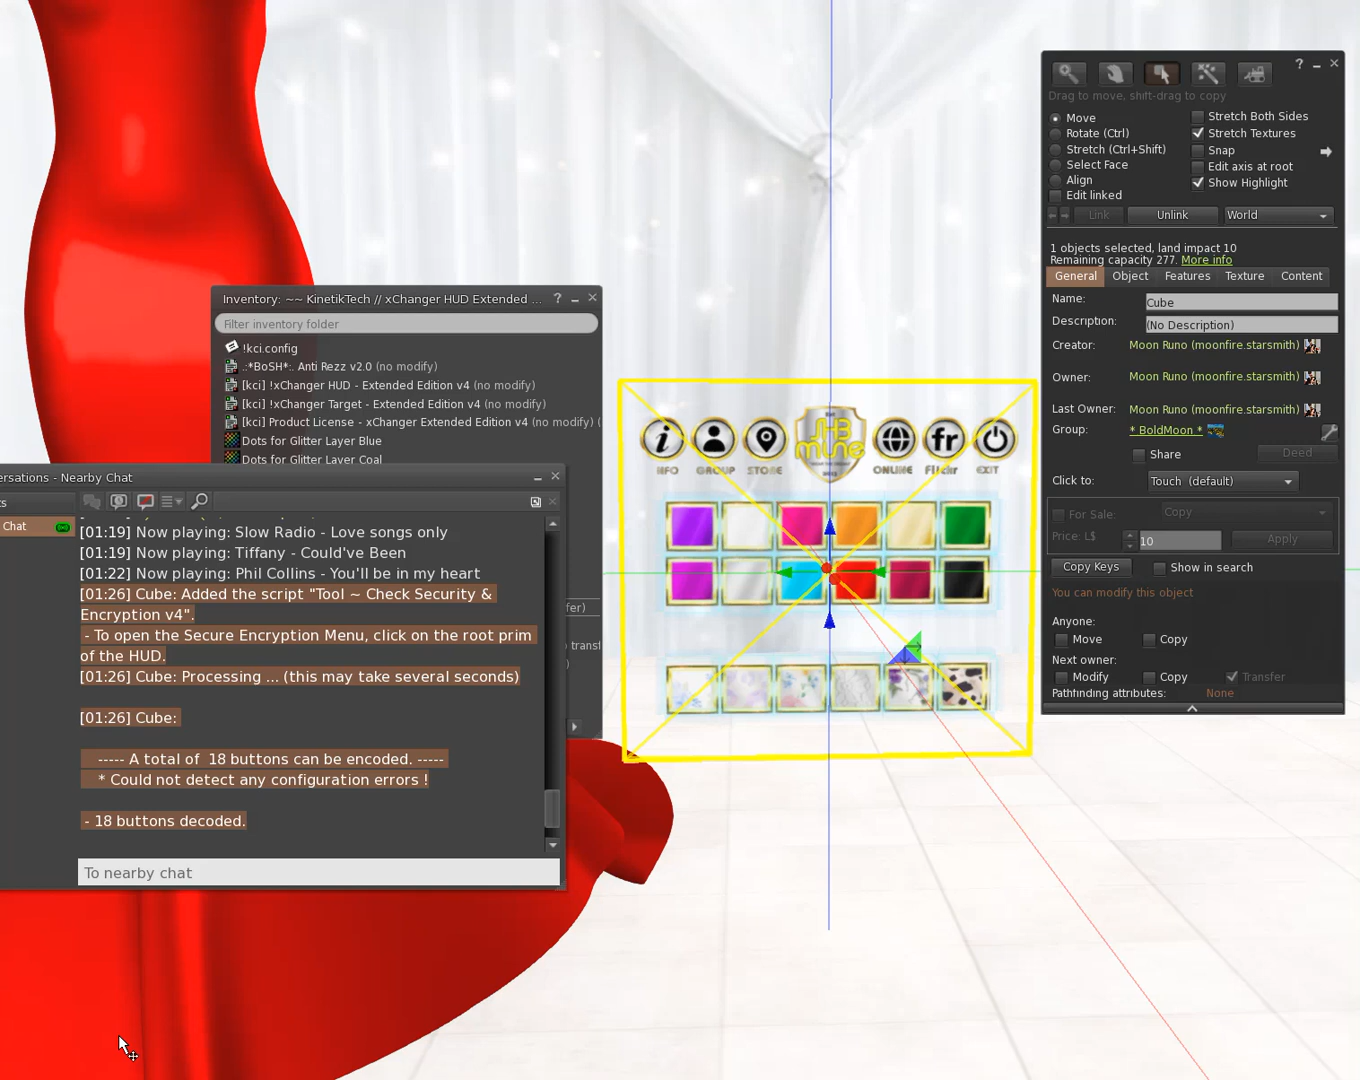 Inventory: ~~ KinetikTech // xChanger HUD Extended ...
?
Filter inventory folder
!kci.config
.:*BoSH*:. Anti Rezz v2.0 (no modify)
[kci] !xChanger HUD - Extended Edition v4 (no modify)
[kci] !xChanger Target - Extended Edition v4 (no modify)
[kci] Product License - xChanger Extended Edition v4 (no modify) (
Dots for Glitter Layer Blue
Dots for Glitter Layer Coal
fer)
transf
)
ersations - Nearby Chat
ts
Chat
[01:19] Now playing: Slow Radio - Love songs only
[01:19] Now playing: Tiffany - Could've Been
[01:22] Now playing: Phil Collins - You'll be in my heart
[01:26] Cube: Added the script "Tool ~ Check Security &
Encryption v4".
- To open the Secure Encryption Menu, click on the root prim
of the HUD.
[01:26] Cube: Processing ... (this may take several seconds)
[01:26] Cube:
----- A total of  18 buttons can be encoded. -----
* Could not detect any configuration errors !
- 18 buttons decoded.
To nearby chat
i
fr
INFO
GROUP
STORE
ONLINE
Flickr
EXIT
?
Drag to move, shift-drag to copy
Move
Rotate (Ctrl)
Stretch (Ctrl+Shift)
Select Face
Align
Edit linked
Stretch Both Sides
Stretch Textures
Snap
Edit axis at root
Show Highlight
Link
Unlink
World
1 objects selected, land impact 10
Remaining capacity 277. More info
General
Object
Features
Texture
Content
Name:
Cube
Description:
(No Description)
Creator:
Moon Runo (moonfire.starsmith)
Owner:
Moon Runo (moonfire.starsmith)
Last Owner:
Moon Runo (moonfire.starsmith)
Group:
* BoldMoon *
Share
Deed
Click to:
Touch (default)
For Sale:
Copy
Price: L$
10
Apply
Copy Keys
Show in search
You can modify this object
Anyone:
Move
Copy
Next owner:
Modify
Copy
Transfer
Pathfinding attributes:
None